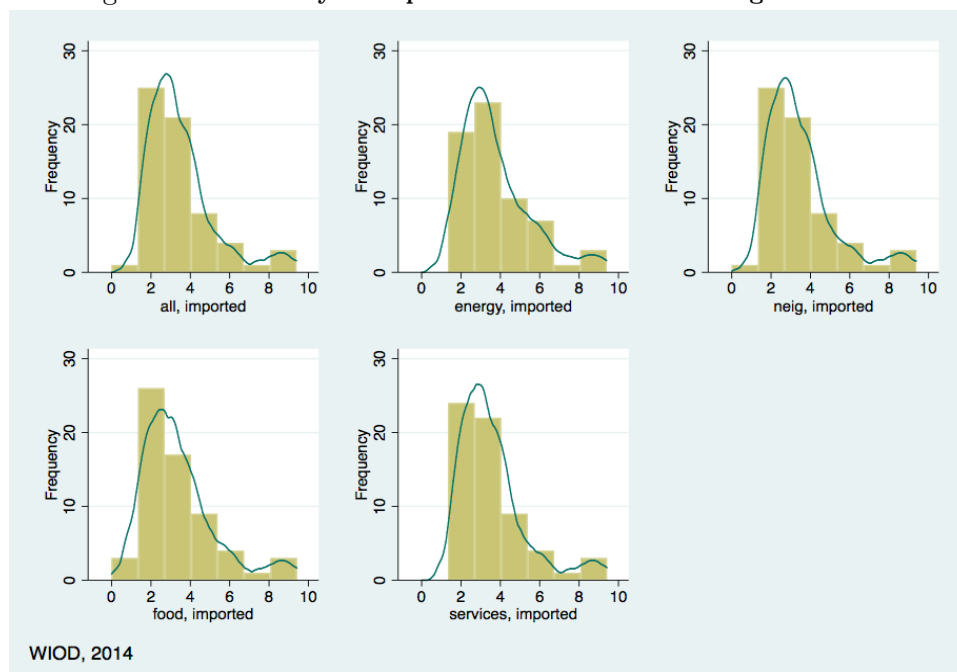 30 30 30
20 20 20
10 10 10
0 0 0
Frequency Frequency Frequency
0 2 4 6 8 10 0 2 4 6 8 10 0 2 4 6 8 10
all, imported energy, imported neig, imported
30 30
20 20
10 10
0 0
Frequency Frequency
0 2 4 6 8 10 0 2 4 6 8 10
food, imported services, imported
WIOD, 2014